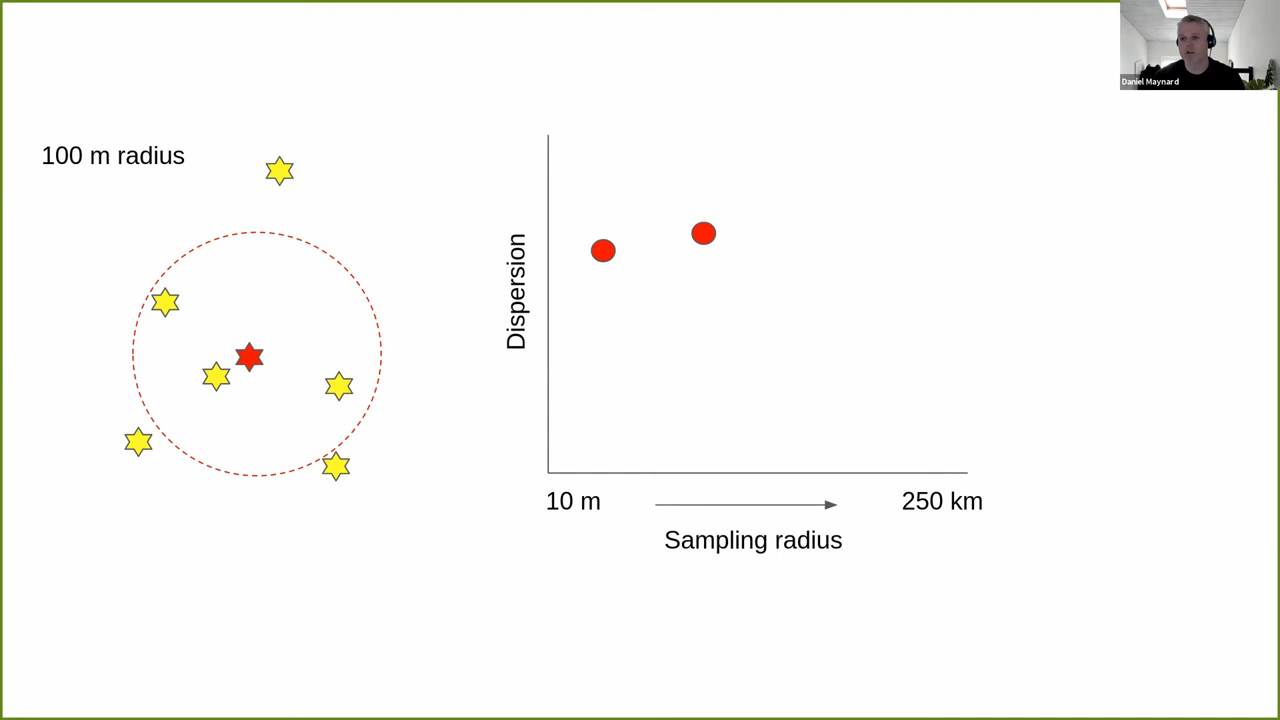 Daniel Maynard
100 m radius
Dispersion
10 m
250 km
Sampling radius